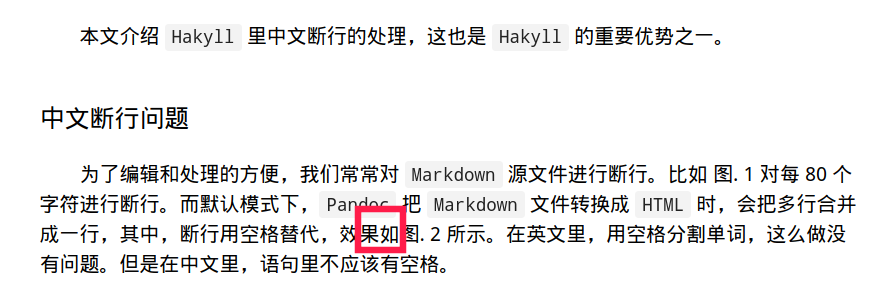 本文介绍 Hakyll 里中文断行的处理，这也是 Hakyll 的重要优势之一。
中文断行问题
为了编辑和处理的方便，我们常常对 Markdown 源文件进行断行。比如 图. 1 对每 80 个
字符进行断行。而默认模式下， Pandoc 把 Markdown 文件转换成 HTML 时，会把多行合并
成一行，其中，断行用空格替代，效果如图. 2 所示。在英文里，用空格分割单词，这么做没
有问题。但是在中文里，语句里不应该有空格。